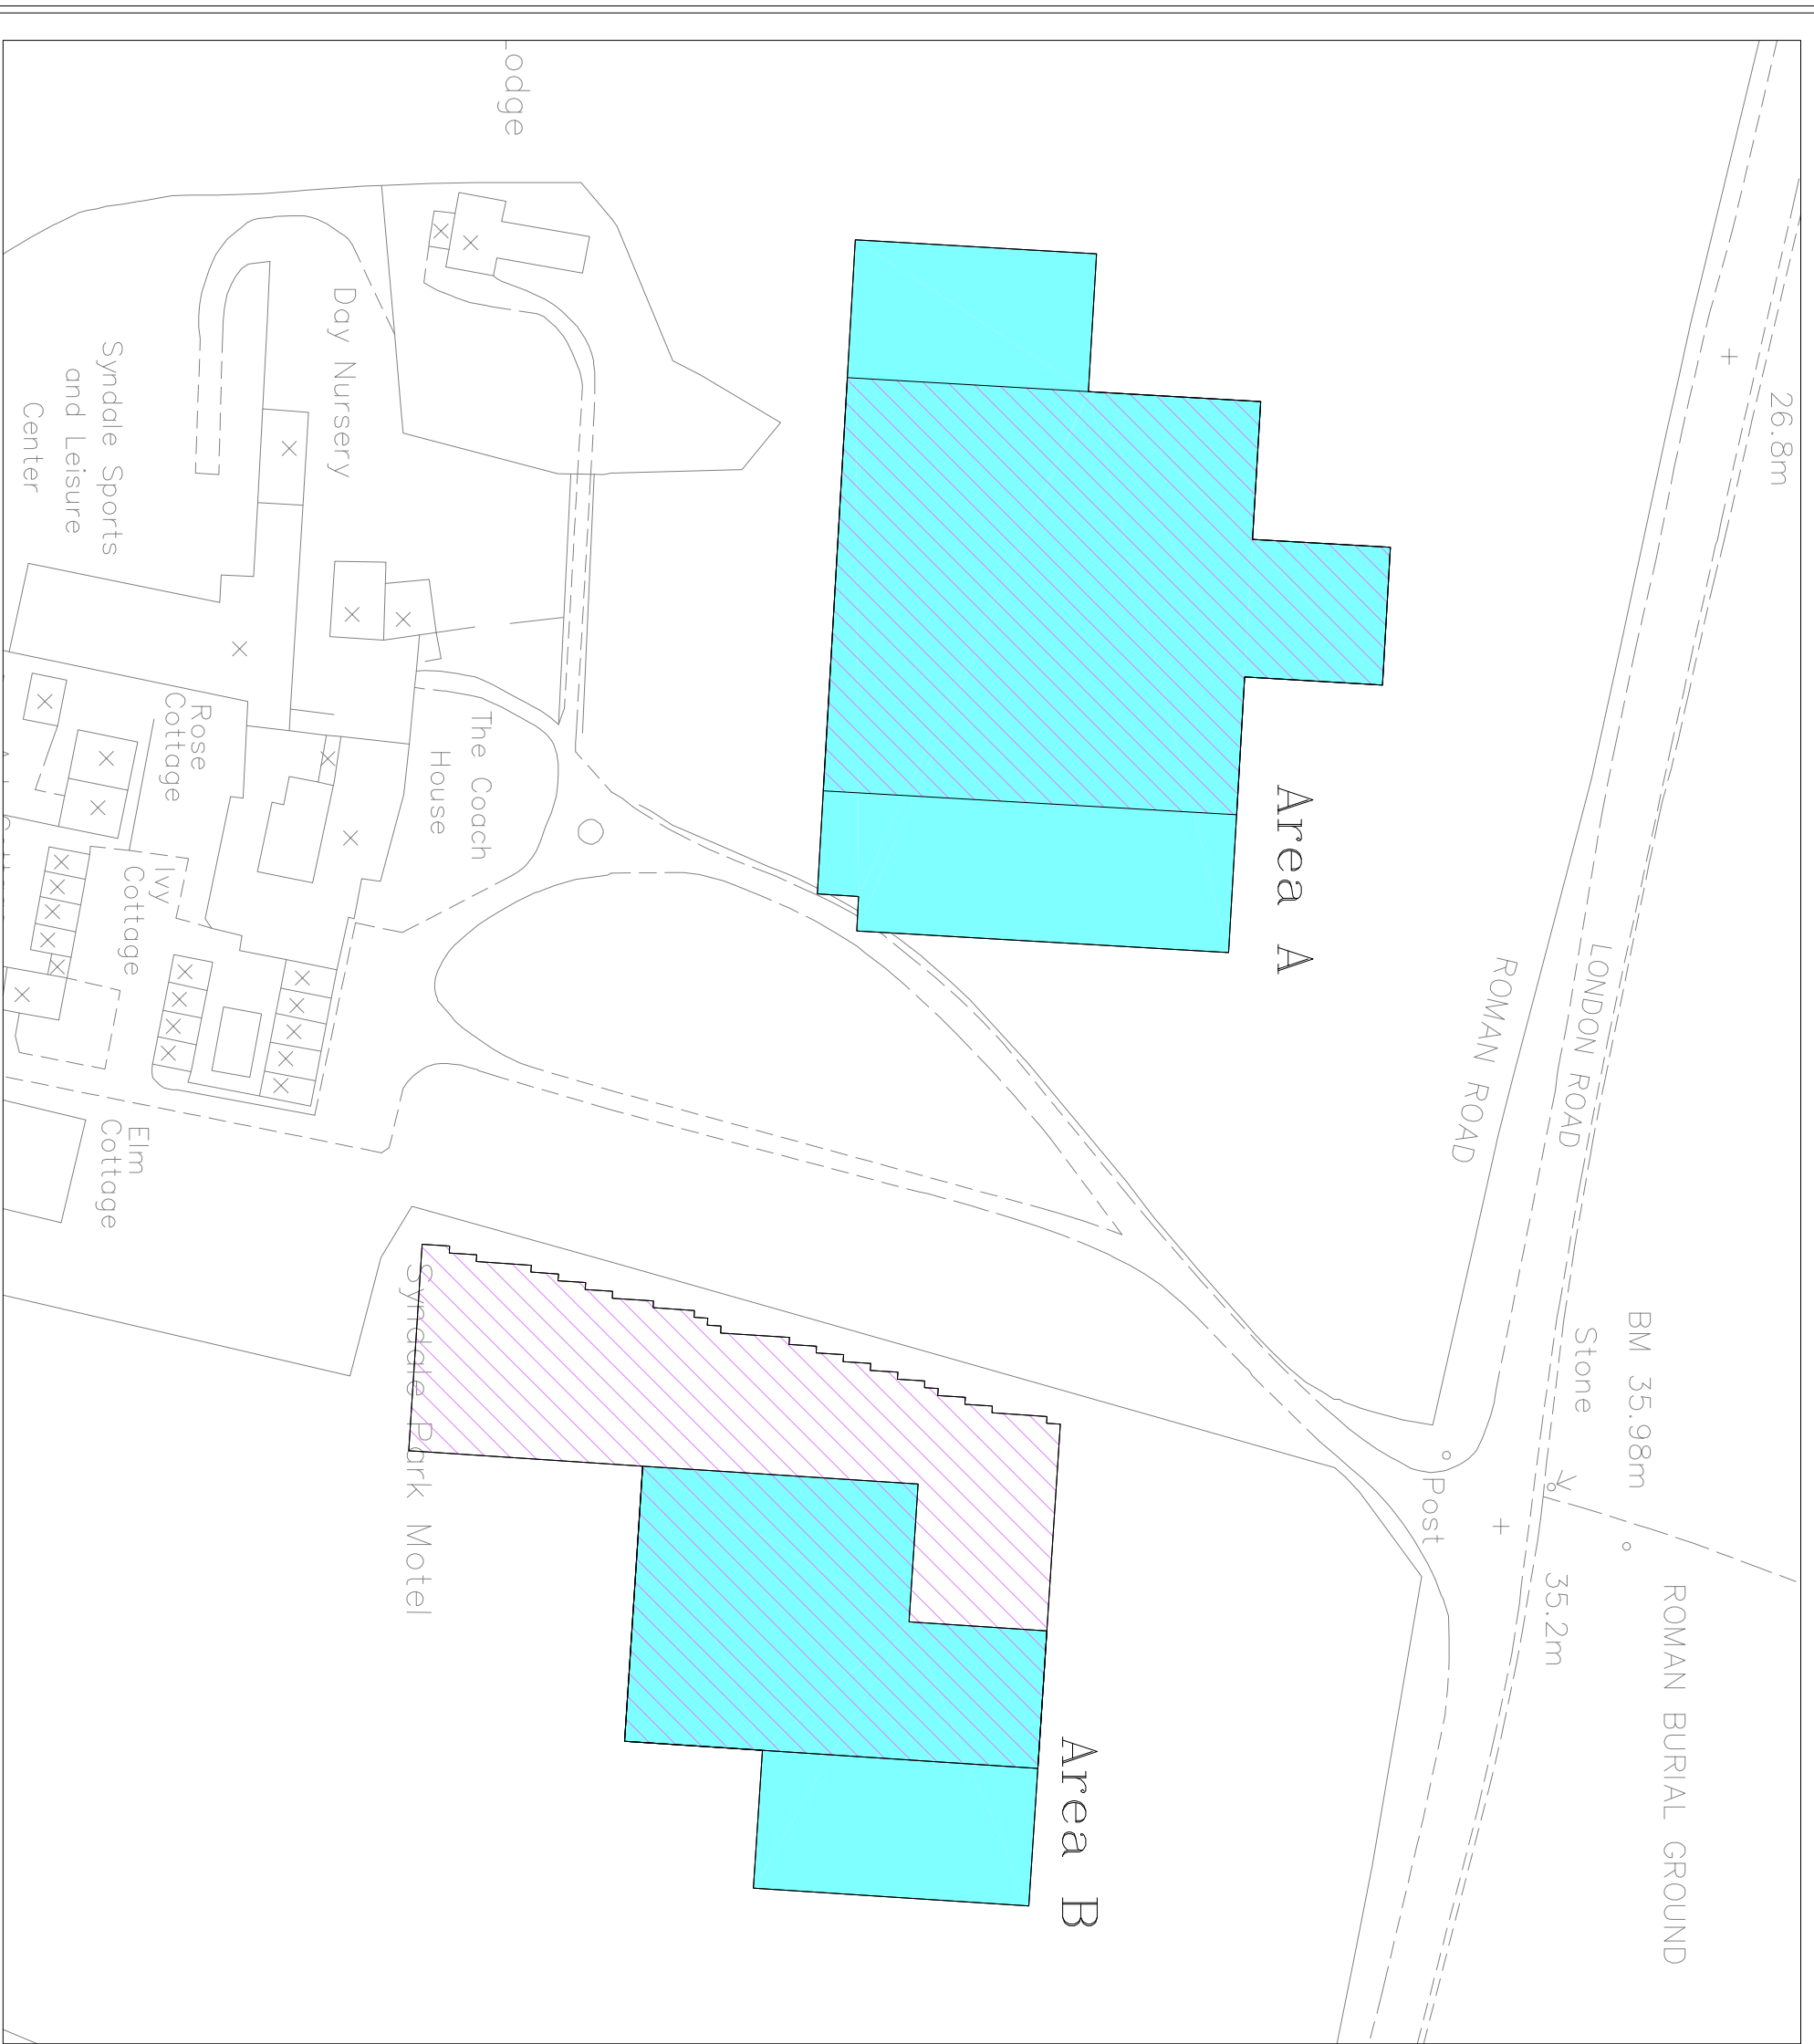 26.8m
LONDON ROAD
ROMAN ROAD
BM 35.98m
Stone
35.2m
ROMAN BURIAL GROUND
Post
Area A
Area B
odge
Day Nursery
Syndale Sports
and Leisure
Center
The Coach
House
Rose
Cottage
Ivy
Cottage
Elm
Cottage
Syndale Park Motel